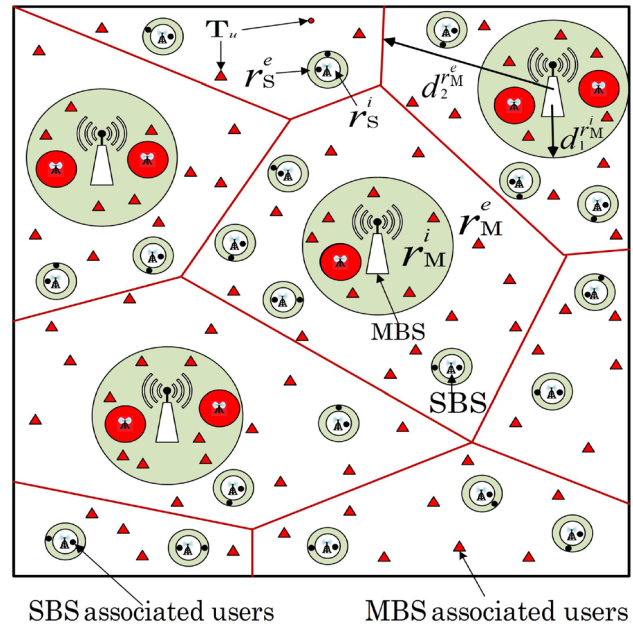 T_u
r_S^e
r_S^i
d_2^{r_M^e}
d_1^{r_M^i}
r_M^e
r_M^i
MBS
SBS
SBS associated users
MBS associated users